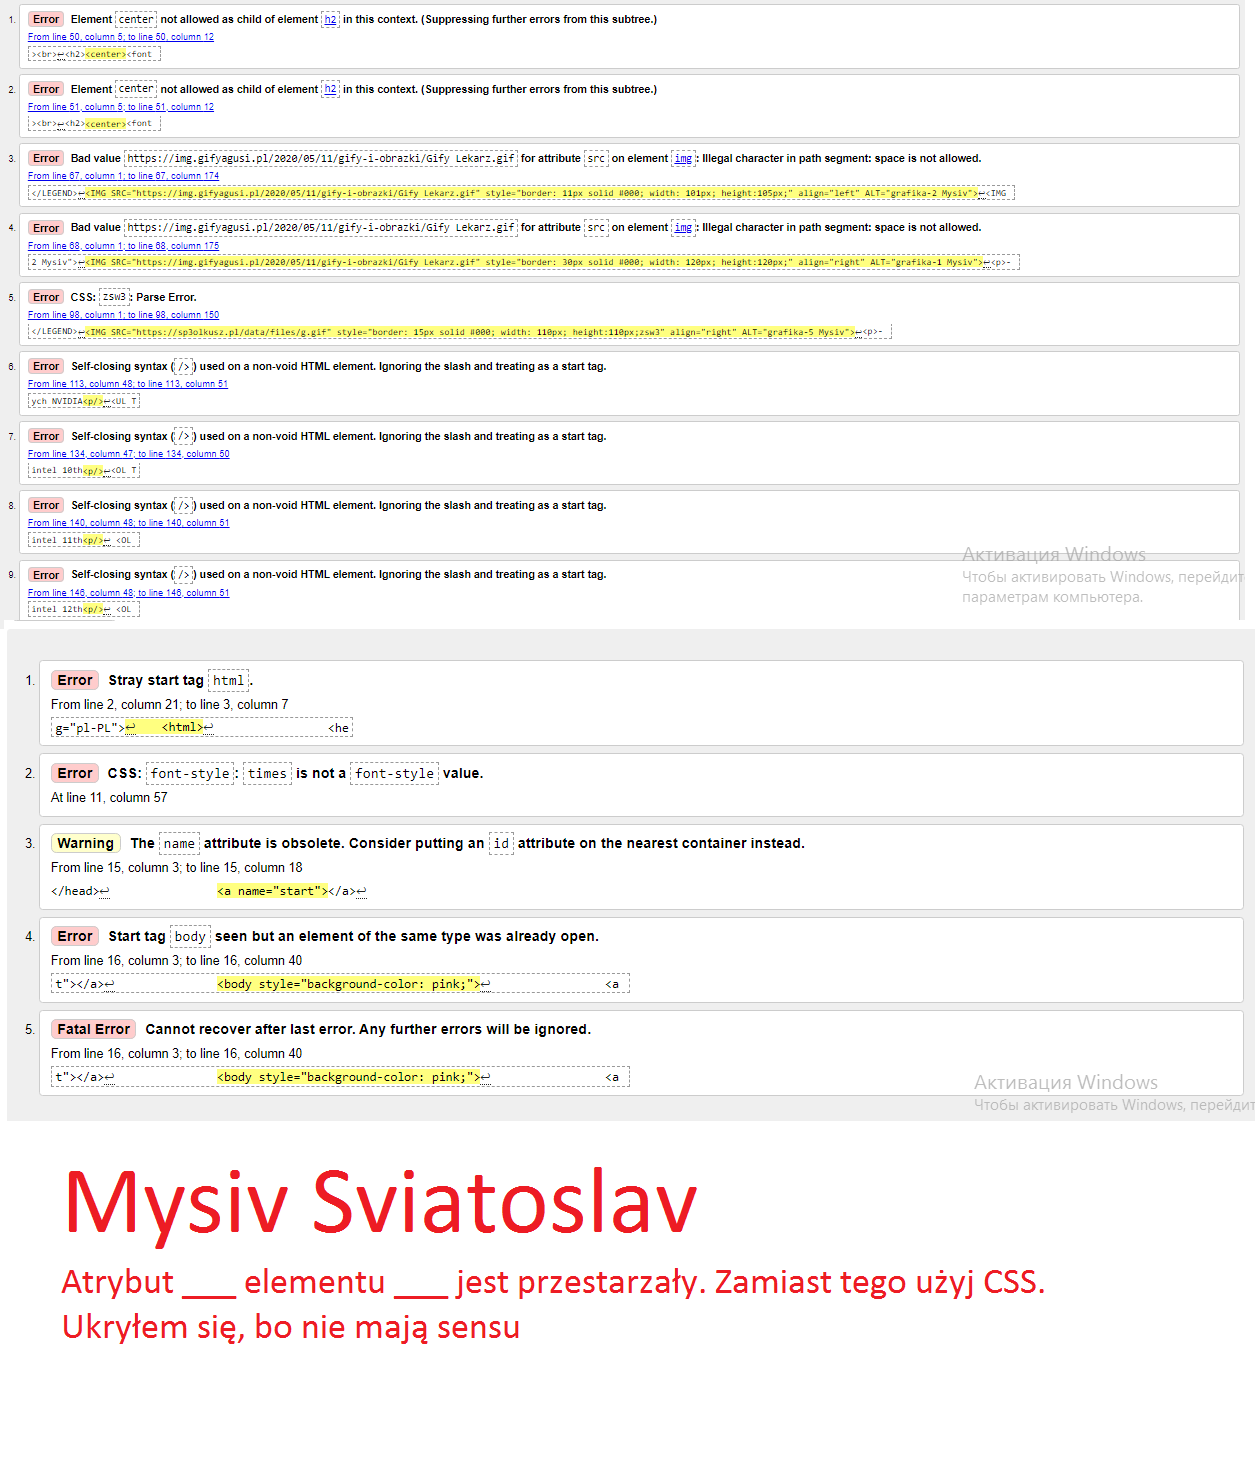 1. Error Element center not allowed as child of element h2 in this context. (Suppressing further errors from this subtree.)
From line 50, column 5; to line 50, column 12
><br>↩<h2><center><font
2. Error Element center not allowed as child of element h2 in this context. (Suppressing further errors from this subtree.)
From line 51, column 5; to line 51, column 12
><br>↩<h2><center><font
3. Error Bad value https://img.gifyagusi.pl/2020/05/11/gify-i-obrazki/Gify Lekarz.gif for attribute src on element img: Illegal character in path segment: space is not allowed.
From line 67, column 1; to line 67, column 174
</LEGEND>↩<IMG SRC="https://img.gifyagusi.pl/2020/05/11/gify-i-obrazki/Gify Lekarz.gif" style="border: 11px solid #000; width: 101px; height:105px;" align="left" ALT="grafika-2 Mysiv">↩<IMG
4. Error Bad value https://img.gifyagusi.pl/2020/05/11/gify-i-obrazki/Gify Lekarz.gif for attribute src on element img: Illegal character in path segment: space is not allowed.
From line 68, column 1; to line 68, column 175
2 Mysiv">↩<IMG SRC="https://img.gifyagusi.pl/2020/05/11/gify-i-obrazki/Gify Lekarz.gif" style="border: 30px solid #000; width: 120px; height:120px;" align="right" ALT="grafika-1 Mysiv">↩<p>-
5. Error CSS: zsw3: Parse Error.
From line 98, column 1; to line 98, column 150
</LEGEND>↩<IMG SRC="https://sp3olkusz.pl/data/files/g.gif" style="border: 15px solid #000; width: 110px; height:110px;zsw3" align="right" ALT="grafika-5 Mysiv">↩<p>-
6. Error Self-closing syntax (/>) used on a non-void HTML element. Ignoring the slash and treating as a start tag.
From line 113, column 48; to line 113, column 51
ych NVIDIA<p/>↩<UL T
7. Error Self-closing syntax (/>) used on a non-void HTML element. Ignoring the slash and treating as a start tag.
From line 134, column 47; to line 134, column 50
intel 10th<p/>↩<OL T
8. Error Self-closing syntax (/>) used on a non-void HTML element. Ignoring the slash and treating as a start tag.
From line 140, column 48; to line 140, column 51
intel 11th<p/>↩ <OL
9. Error Self-closing syntax (/>) used on a non-void HTML element. Ignoring the slash and treating as a start tag.
From line 146, column 48; to line 146, column 51
intel 12th<p/>↩ <OL
Активация Windows
Чтобы активировать Windows, перейдит
параметрам компьютера.
1. Error Stray start tag html.
From line 2, column 21; to line 3, column 7
g="pl-PL">↩ <html>↩ <he
2. Error CSS: font-style: times is not a font-style value.
At line 11, column 57
3. Warning The name attribute is obsolete. Consider putting an id attribute on the nearest container instead.
From line 15, column 3; to line 15, column 18
</head>↩ <a name="start"></a>↩
4. Error Start tag body seen but an element of the same type was already open.
From line 16, column 3; to line 16, column 40
t"></a>↩ <body style="background-color: pink;">↩ <a
5. Fatal Error Cannot recover after last error. Any further errors will be ignored.
From line 16, column 3; to line 16, column 40
t"></a>↩ <body style="background-color: pink;">↩ <a
Активация Windows
Чтобы активировать Windows, перейдит
Mysiv Sviatoslav
Atrybut ___ elementu ___ jest przestarzały. Zamiast tego użyj CSS.
Ukryłem się, bo nie mają sensu